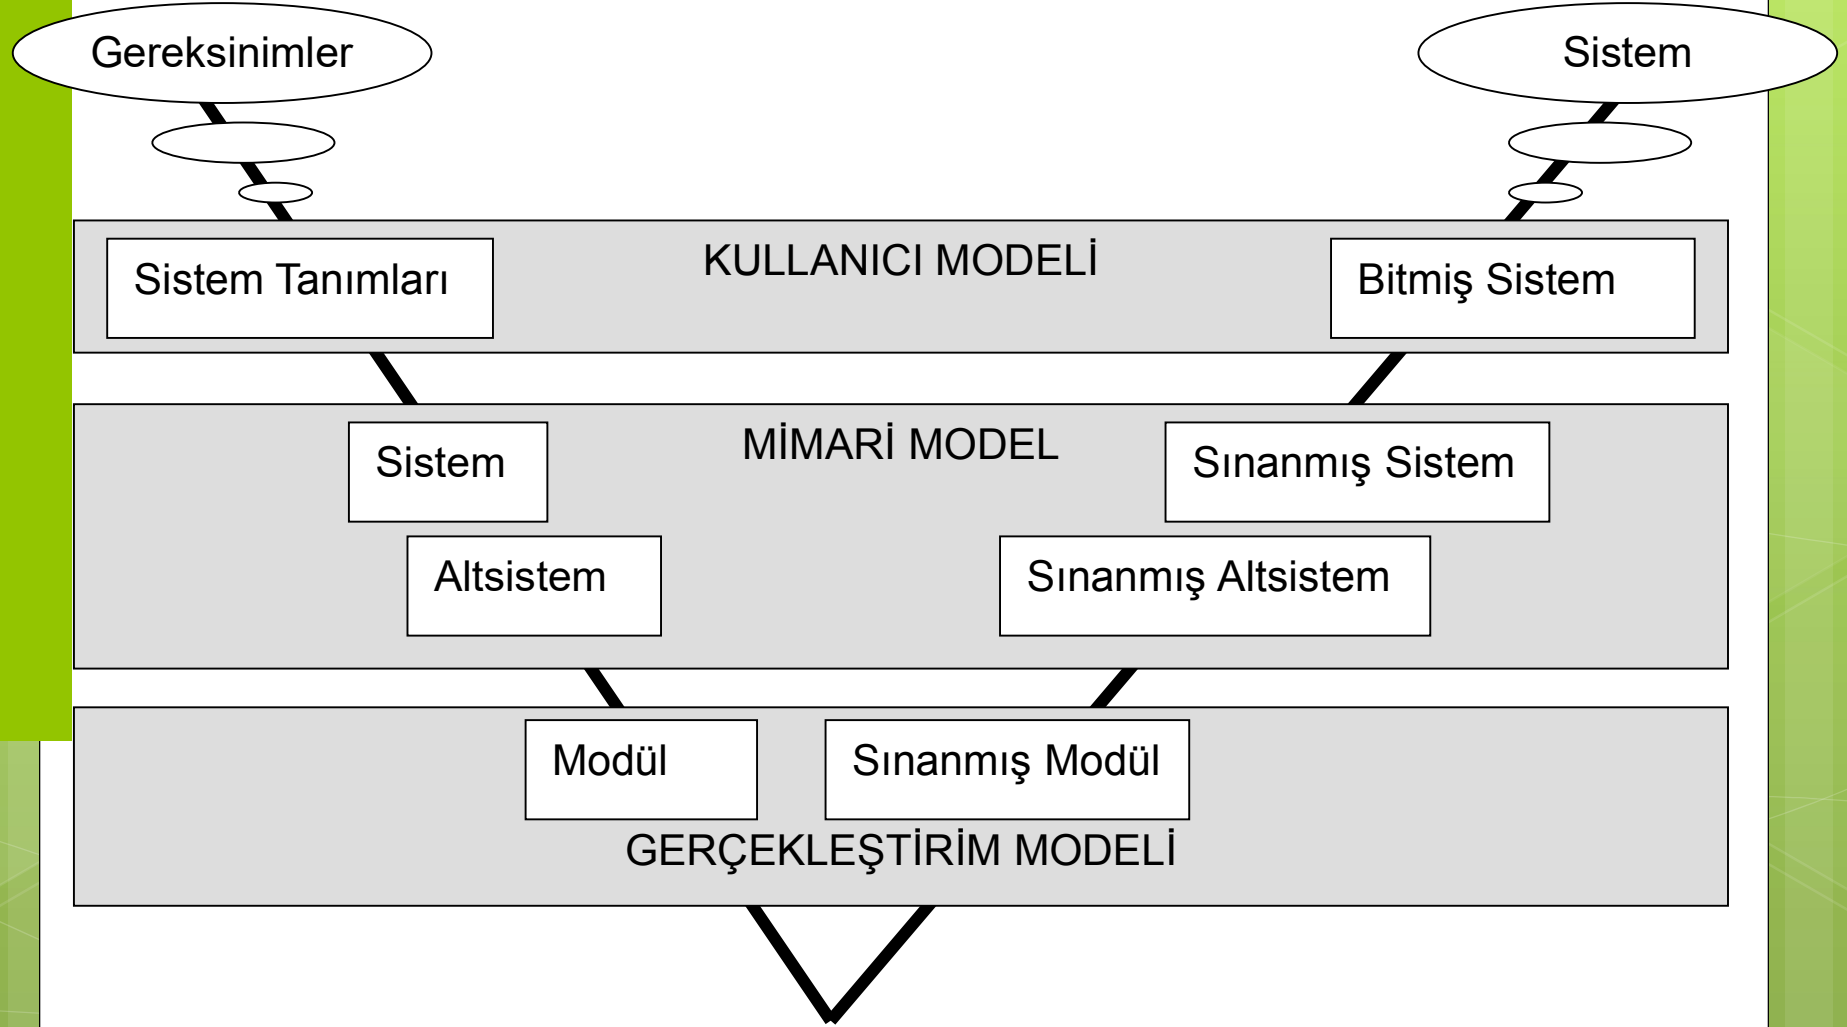 Gereksinimler
Sistem
KULLANICI MODELİ
Sistem Tanımları
Bitmiş Sistem
MİMARİ MODEL
Sistem
Sınanmış Sistem
Altsistem
Sınanmış Altsistem
Modül
Sınanmış Modül
GERÇEKLEŞTİRİM MODELİ